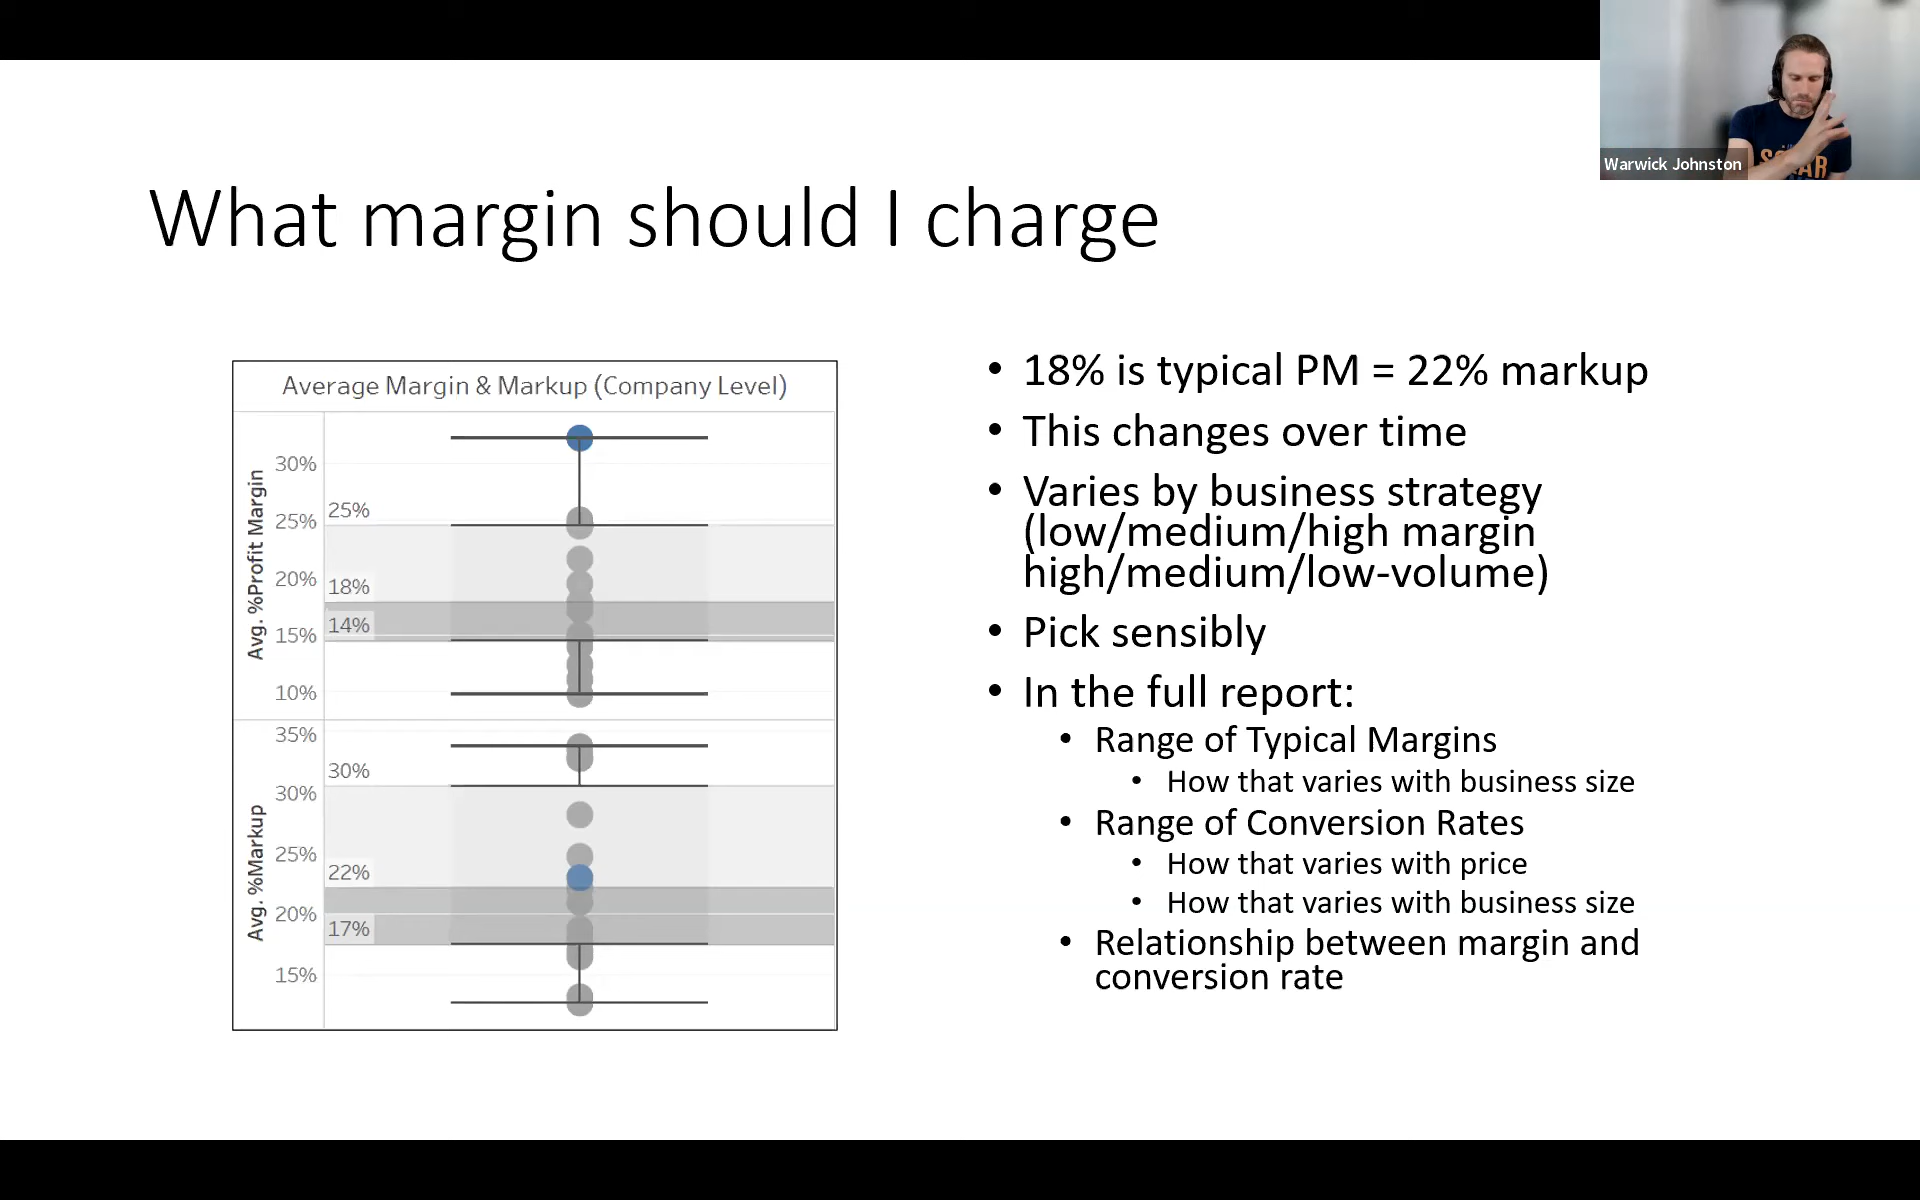 Warwick Johnston
What margin should I charge
Average Margin & Markup (Company Level)
Avg. %Profit Margin
30%
25%
25%
20%
18%
14%
15%
10%
Avg. %Markup
35%
30%
30%
25%
22%
20%
17%
15%
• 18% is typical PM = 22% markup
• This changes over time
• Varies by business strategy
(low/medium/high margin
high/medium/low-volume)
• Pick sensibly
• In the full report:
• Range of Typical Margins
• How that varies with business size
• Range of Conversion Rates
• How that varies with price
• How that varies with business size
• Relationship between margin and
conversion rate